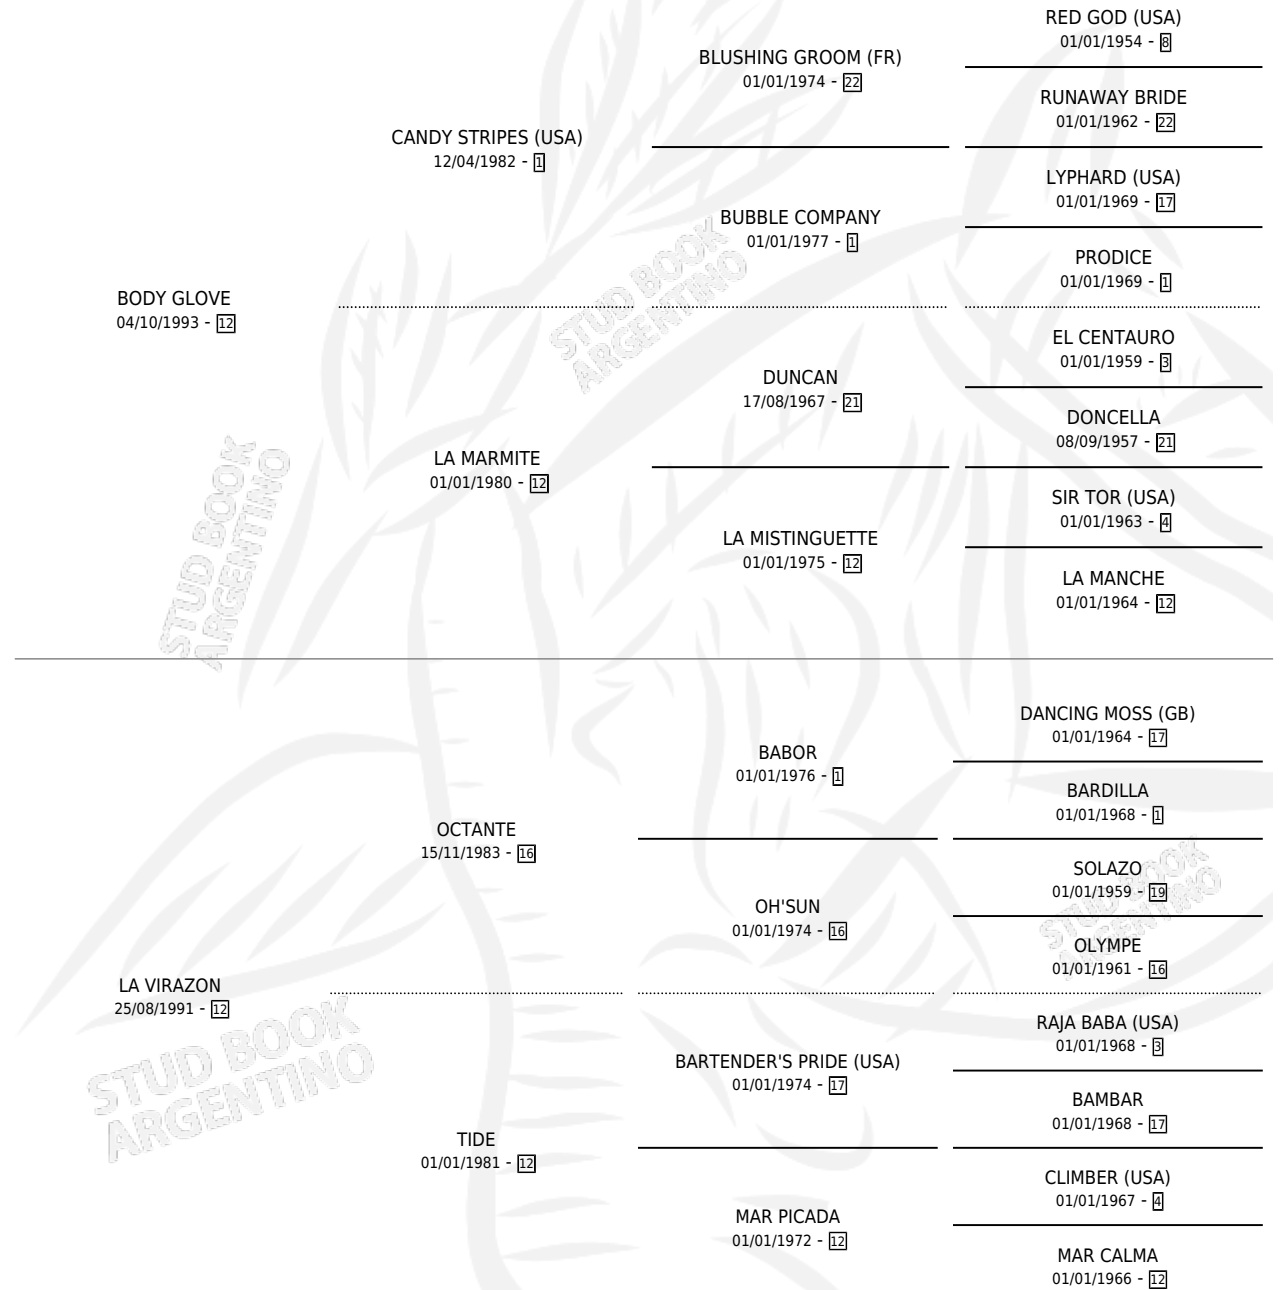 RED GOD (USA)
01/01/1954 - 8
BLUSHING GROOM (FR)
01/01/1974 - 22
RUNAWAY BRIDE
01/01/1962 - 22
CANDY STRIPES (USA)
12/04/1982 - 1
LYPHARD (USA)
01/01/1969 - 17
BUBBLE COMPANY
01/01/1977 - 1
PRODICE
01/01/1969 - 1
BODY GLOVE
04/10/1993 - 12
STUD BOOK
ARGENTINO
EL CENTAURO
01/01/1959 - 3
DUNCAN
17/08/1967 - 21
DONCELLA
08/09/1957 - 21
LA MARMITE
01/01/1980 - 12
SIR TOR (USA)
01/01/1963 - 4
LA MISTINGUETTE
01/01/1975 - 12
LA MANCHE
01/01/1964 - 12
STUD BOOK
ARGENTINO
DANCING MOSS (GB)
01/01/1964 - 17
BABOR
01/01/1976 - 1
BARDILLA
01/01/1968 - 1
OCTANTE
15/11/1983 - 16
SOLAZO
01/01/1959 - 19
OH'SUN
01/01/1974 - 16
OLYMPE
01/01/1961 - 16
STUD BOOK
ARGENTINO
LA VIRAZON
25/08/1991 - 12
RAJA BABA (USA)
01/01/1968 - 3
BARTENDER'S PRIDE (USA)
01/01/1974 - 17
BAMBAR
01/01/1968 - 17
STUD BOOK
ARGENTINO
TIDE
01/01/1981 - 12
CLIMBER (USA)
01/01/1967 - 4
MAR PICADA
01/01/1972 - 12
MAR CALMA
01/01/1966 - 12